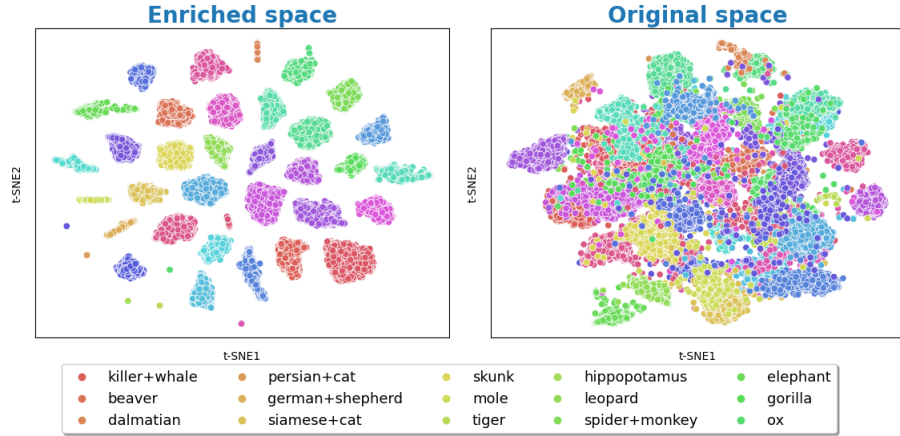 Enriched space
Original space
t-SNE2
t-SNE1
t-SNE2
t-SNE1
killer+whale
persian+cat
skunk
hippopotamus
elephant
beaver
german+shepherd
mole
leopard
gorilla
dalmatian
siamese+cat
tiger
spider+monkey
ox